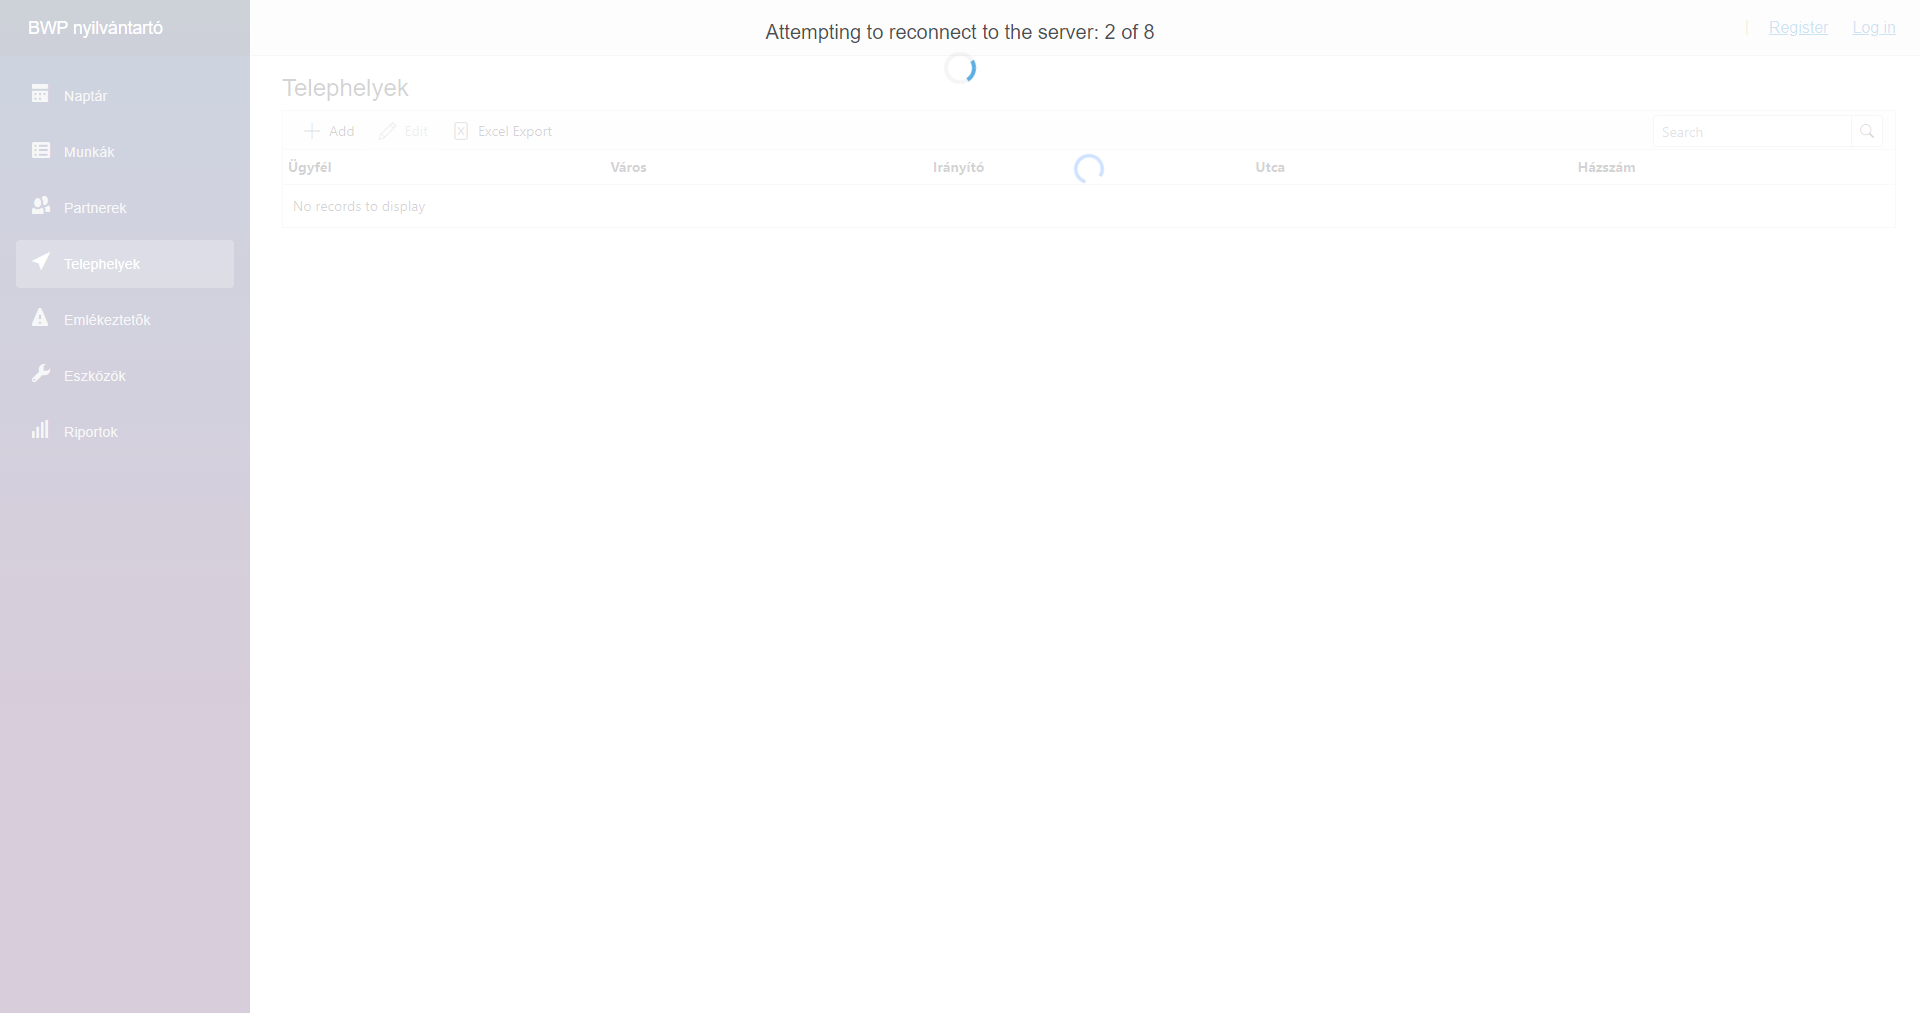 BWP nyilvántartó
Attempting to reconnect to the server: 2 of 8
Register Log in
Naptár
Munkák
Partnerek
Telephelyek
Emlékeztetők
Eszközök
Riportok
Telephelyek
Add Edit Excel Export Search
Ügyfél Város Irányító Utca Házszám
No records to display